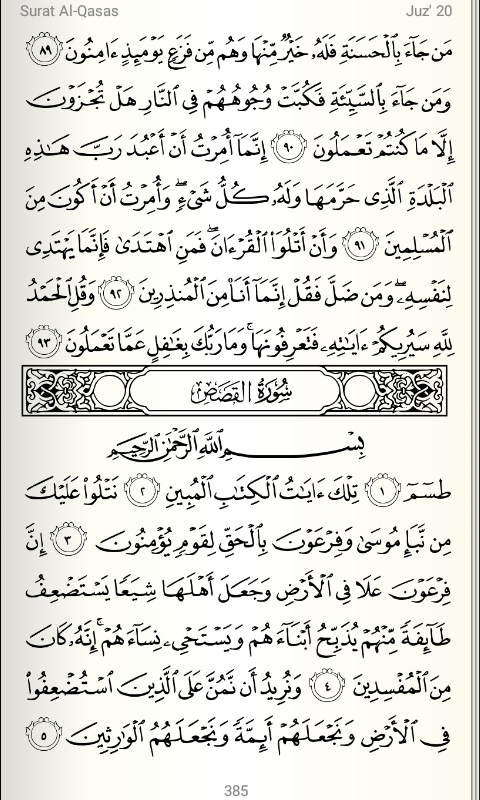 Surat Al-Qasas
Juz' 20
مَن جَآءَ بِٱلْحَسَنَةِ فَلَهُۥ خَيْرٌ مِّنْهَا وَهُم مِّن فَزَعٍ يَوْمَئِذٍ ءَامِنُونَ ٨٩
وَمَن جَآءَ بِٱلسَّيِّئَةِ فَكُبَّتْ وُجُوهُهُمْ فِى ٱلنَّارِ هَلْ تُجْزَوْنَ
إِلَّا مَا كُنتُمْ تَعْمَلُونَ ٩٠ إِنَّمَآ أُمِرْتُ أَنْ أَعْبُدَ رَبَّ هَـٰذِهِ
ٱلْبَلْدَةِ ٱلَّذِى حَرَّمَهَا وَلَهُۥ كُلُّ شَىْءٍ ۖ وَأُمِرْتُ أَنْ أَكُونَ مِنَ
ٱلْمُسْلِمِينَ ٩١ وَأَنْ أَتْلُوَا۟ ٱلْقُرْءَانَ ۖ فَمَنِ ٱهْتَدَىٰ فَإِنَّمَا يَهْتَدِى
لِنَفْسِهِۦ ۖ وَمَن ضَلَّ فَقُلْ إِنَّمَآ أَنَا۠ مِنَ ٱلْمُنذِرِينَ ٩٢ وَقُلِ ٱلْحَمْدُ
لِلَّهِ سَيُرِيكُمْ ءَايَـٰتِهِۦ فَتَعْرِفُونَهَا ۚ وَمَا رَبُّكَ بِغَـٰفِلٍ عَمَّا تَعْمَلُونَ ٩٣
سُورَةُ القَصَصِ
بِسْمِ ٱللَّهِ ٱلرَّحْمَـٰنِ ٱلرَّحِيمِ
طسٓمٓ ١ تِلْكَ ءَايَـٰتُ ٱلْكِتَـٰبِ ٱلْمُبِينِ ٢ نَتْلُوا۟ عَلَيْكَ
مِن نَّبَإِ مُوسَىٰ وَفِرْعَوْنَ بِٱلْحَقِّ لِقَوْمٍ يُؤْمِنُونَ ٣ إِنَّ
فِرْعَوْنَ عَلَا فِى ٱلْأَرْضِ وَجَعَلَ أَهْلَهَا شِيَعًا يَسْتَضْعِفُ
طَآئِفَةً مِّنْهُمْ يُذَبِّحُ أَبْنَآءَهُمْ وَيَسْتَحْىِۦ نِسَآءَهُمْ ۚ إِنَّهُۥ كَانَ
مِنَ ٱلْمُفْسِدِينَ ٤ وَنُرِيدُ أَن نَّمُنَّ عَلَى ٱلَّذِينَ ٱسْتُضْعِفُوا۟
فِى ٱلْأَرْضِ وَنَجْعَلَهُمْ أَئِمَّةً وَنَجْعَلَهُمُ ٱلْوَٰرِثِينَ ٥
385